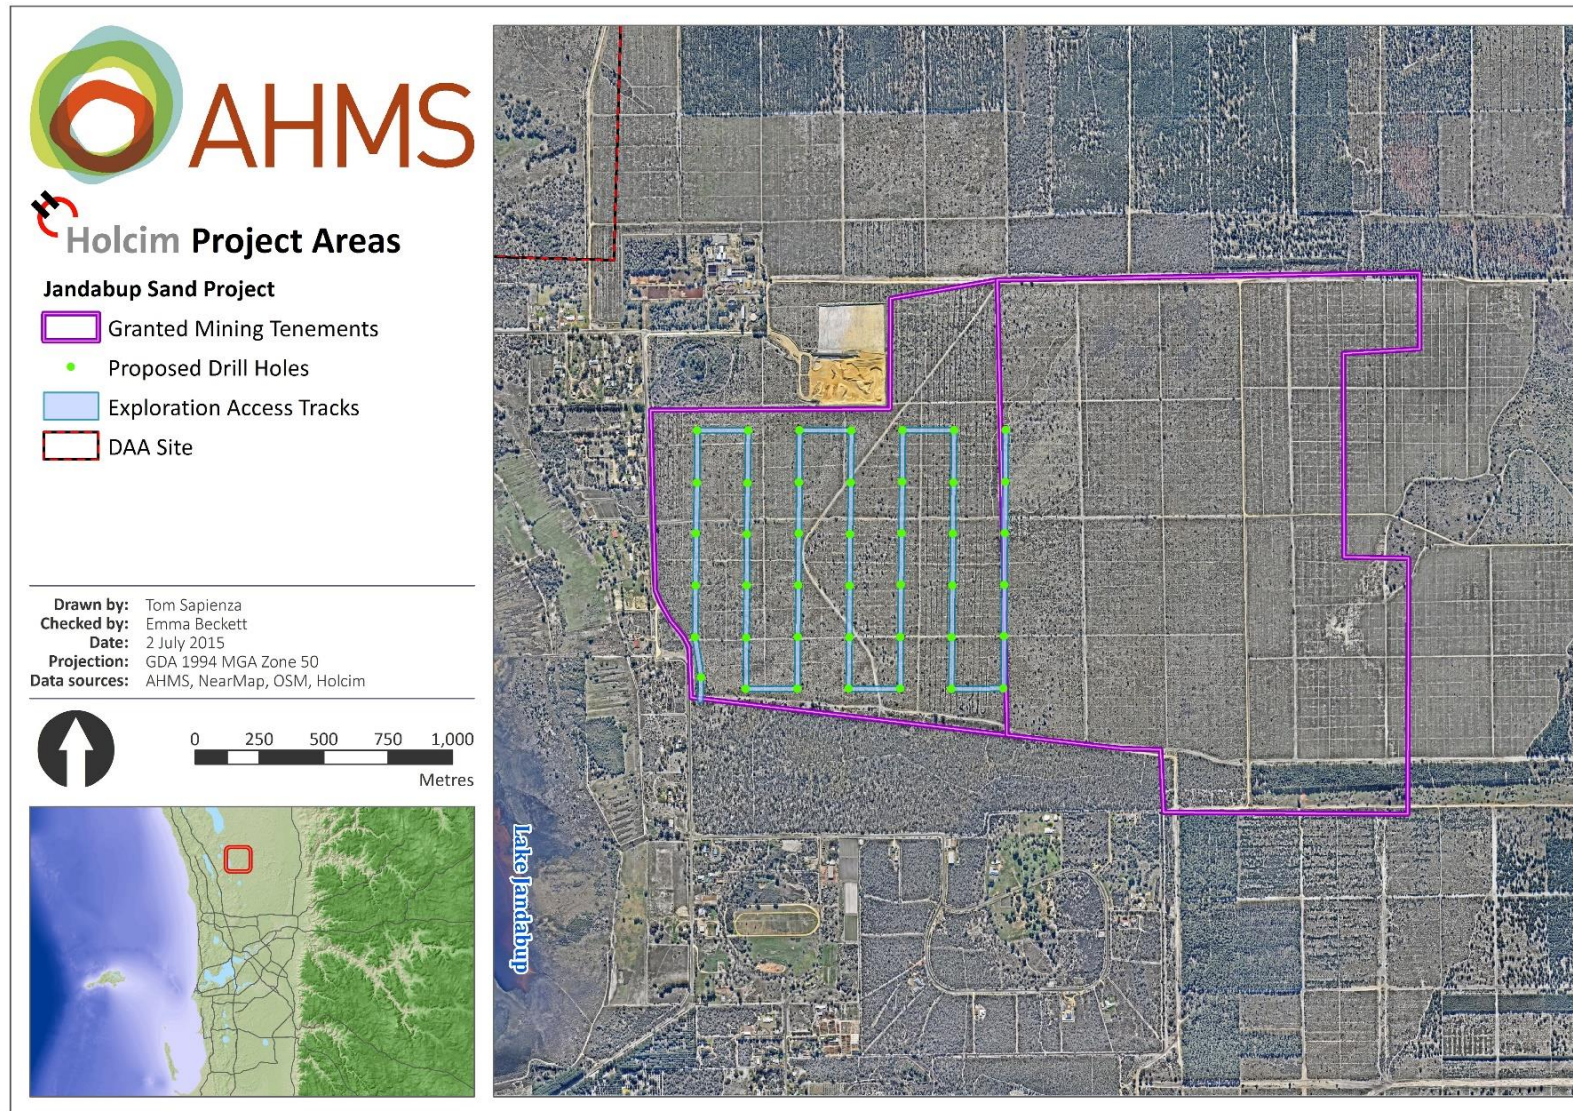 AHMS
H
Holcim Project Areas
Jandabup Sand Project
Granted Mining Tenements
Proposed Drill Holes
Exploration Access Tracks
DAA Site
Drawn by: Tom Sapienza
Checked by: Emma Beckett
Date: 2 July 2015
Projection: GDA 1994 MGA Zone 50
Data sources: AHMS, NearMap, OSM, Holcim
0 250 500 750 1,000
Metres
Lake Jandabup